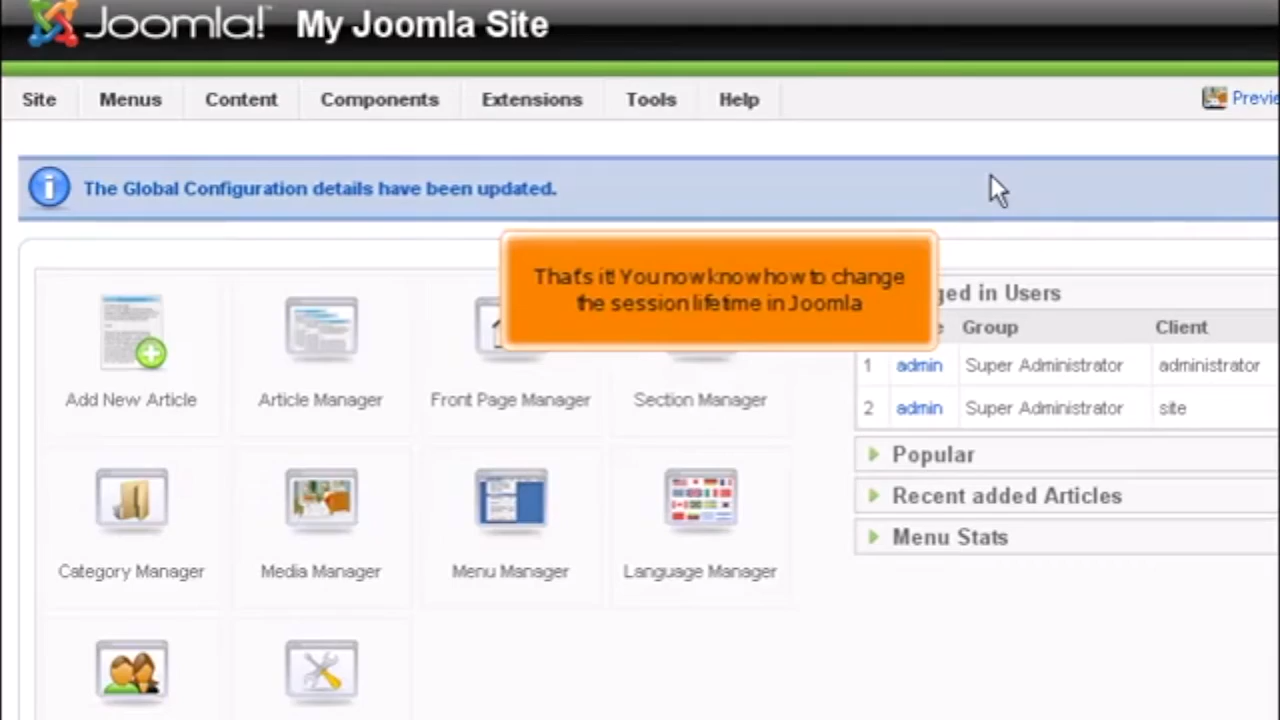 Joomla! My Joomla Site
Site Menus Content Components Extensions Tools Help
The Global Configuration details have been updated.
That's it! You now know how to change
the session lifetime in Joomla
in Users
Group Client
1 admin Super Administrator administrator
2 admin Super Administrator site
Add New Article Article Manager Front Page Manager Section Manager
Popular
Recent added Articles
Menu Stats
Category Manager Media Manager Menu Manager Language Manager